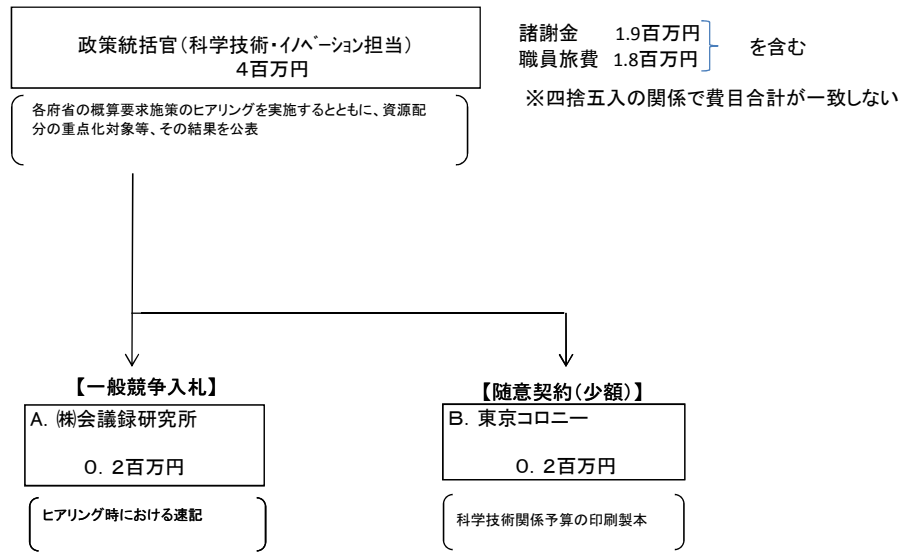 政策統括官(科学技術・イノベーション担当)
4百万円
諸謝金 1.9百万円
職員旅費 1.8百万円
を含む
※四捨五入の関係で費目合計が一致しない
各府省の概算要求施策のヒアリングを実施するとともに、資源配
分の重点化対象等、その結果を公表
【一般競争入札】
A. ㈱会議録研究所
0. 2百万円
ヒアリング時における速記
【随意契約(少額)】
B. 東京コロニー
0. 2百万円
科学技術関係予算の印刷製本